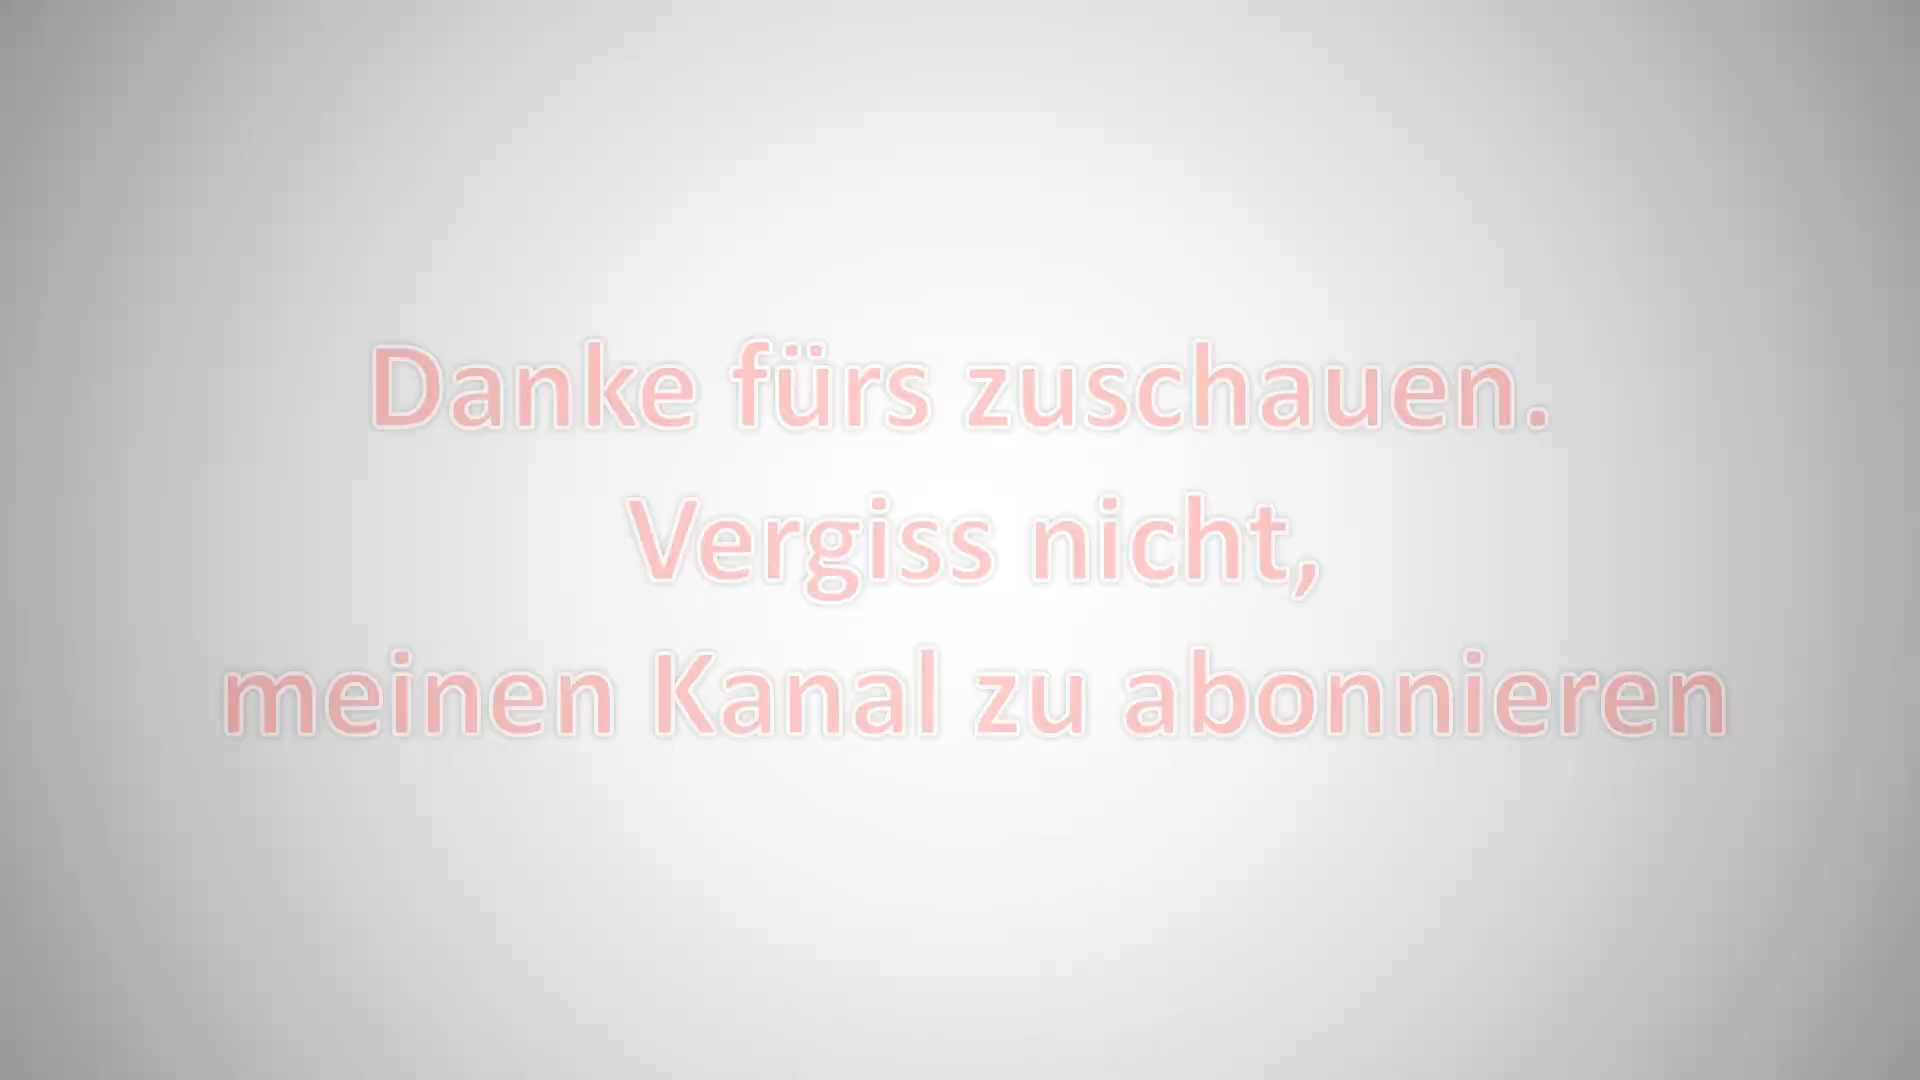 Danke fürs zuschauen.
Vergiss nicht,
meinen Kanal zu abonnieren